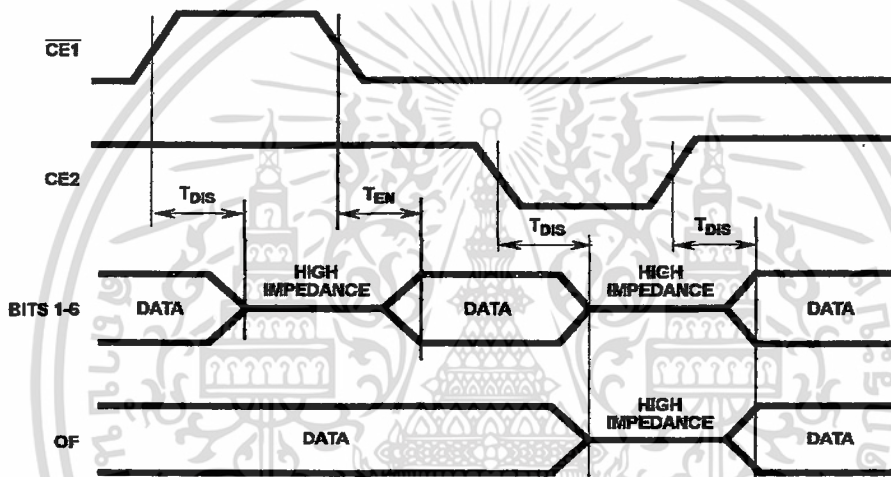 CE1
CE2
TDIS
TEN
TDIS
TDIS
BITS 1-6
DATA
HIGH
IMPEDANCE
DATA
HIGH
IMPEDANCE
DATA
OF
DATA
HIGH
IMPEDANCE
DATA